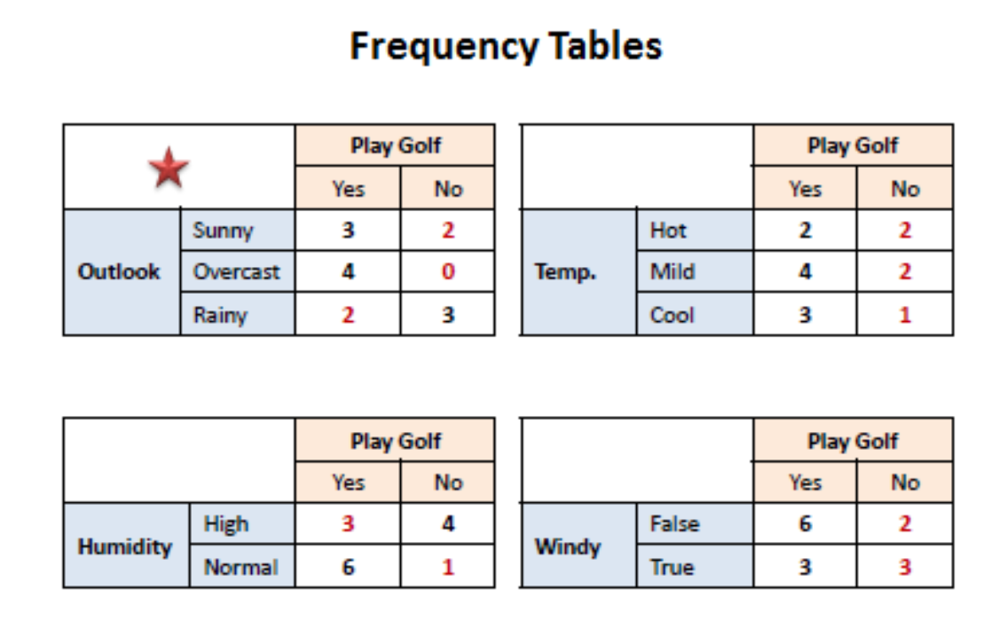 Frequency Tables
Play Golf
Yes No
Outlook Sunny 3 2
Overcast 4 0
Rainy 2 3
Play Golf
Yes No
Temp. Hot 2 2
Mild 4 2
Cool 3 1
Play Golf
Yes No
Humidity High 3 4
Normal 6 1
Play Golf
Yes No
Windy False 6 2
True 3 3